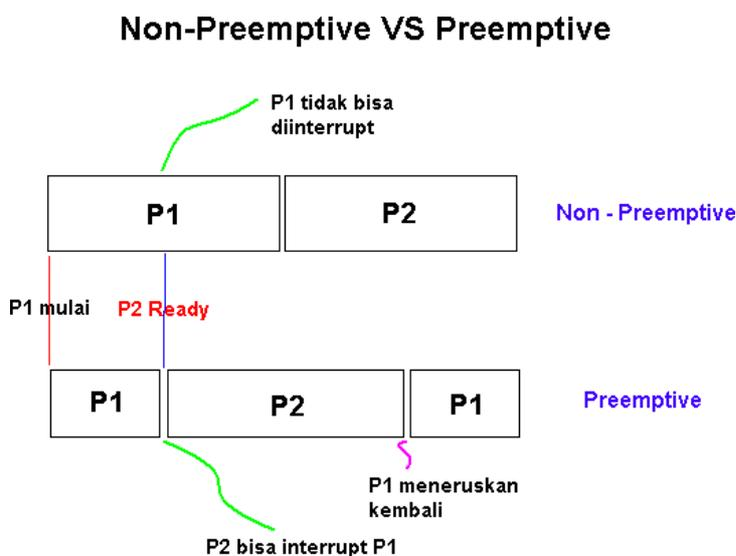 Non-Preemptive VS Preemptive
P1 tidak bisa
diinterrupt
P1
P2
Non - Preemptive
P1 mulai
P2 Ready
P1
P2
P1
Preemptive
P1 meneruskan
kembali
P2 bisa interrupt P1